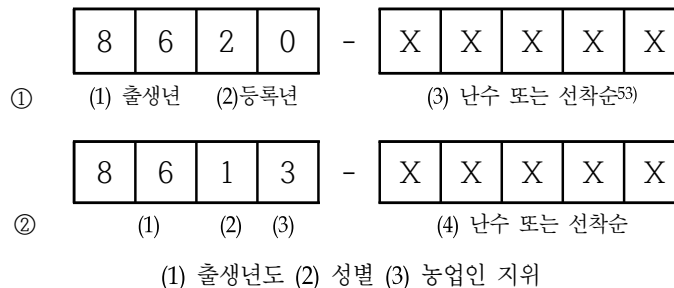 8 6 2 0 - X X X X X
① (1) 출생년 (2)등록년 (3) 난수 또는 선착순53)
8 6 1 3 - X X X X X
② (1) (2) (3) (4) 난수 또는 선착순
(1) 출생년도 (2) 성별 (3) 농업인 지위